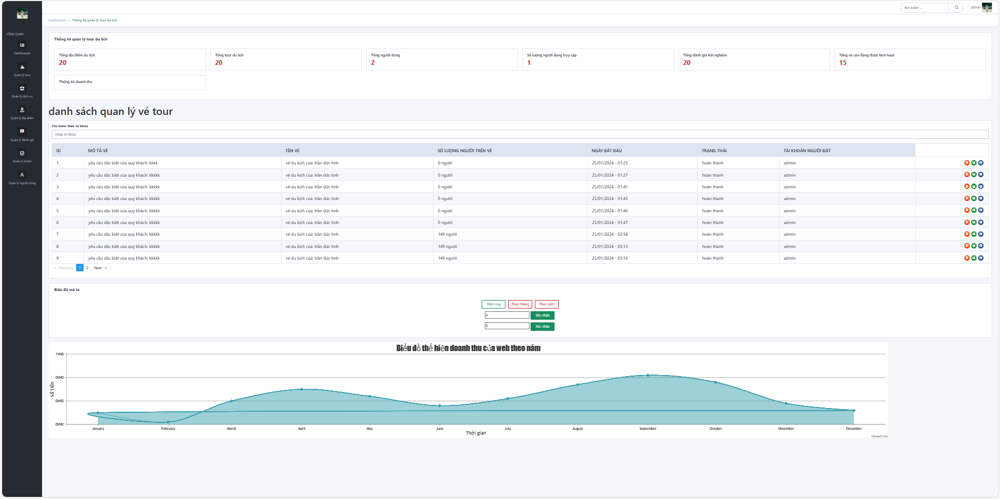 tìm kiếm ...
admin
Dashboards / Thống kê quản lý tour du lịch
TỔNG QUAN
Dashboards
Quản lý tour
Quản lý dịch vụ
Quản lý địa điểm
Quản lý đánh giá
Quản lý ticket
Quản lý người dùng
Thống kê quản lý tour du lịch
Tổng địa điểm du lịch
20
Tổng tour du lịch
20
Tổng người dùng
2
Số lượng người đang truy cập
1
Tổng đánh giá trải nghiệm
20
Tổng vé còn đang được kích hoạt
15
Thống kê doanh thu
danh sách quan lý vé tour
Tìm kiếm theo từ khóa
nhập từ khóa
ID MÔ TẢ VÉ TÊN VÉ SỐ LƯỢNG NGƯỜI TRÊN VÉ NGÀY BẮT ĐẦU TRẠNG THÁI TÀI KHOẢN NGƯỜI ĐẶT
1 yêu cầu đặc biệt của quý khách: kkkk vé du kịch của: trần đức tình 0 người 25/01/2024 - 01:25 hoàn thành admin
2 yêu cầu đặc biệt của quý khách: kkkkk vé du kịch của: trần đức tình 0 người 25/01/2024 - 01:27 hoàn thành admin
3 yêu cầu đặc biệt của quý khách: kkkkk vé du kịch của: trần đức tình 0 người 25/01/2024 - 01:41 hoàn thành admin
4 yêu cầu đặc biệt của quý khách: kkkkk vé du kịch của: trần đức tình 0 người 25/01/2024 - 01:45 hoàn thành admin
5 yêu cầu đặc biệt của quý khách: kkkkk vé du kịch của: trần đức tình 0 người 25/01/2024 - 01:46 hoàn thành admin
6 yêu cầu đặc biệt của quý khách: kkkkk vé du kịch của: trần đức tình 0 người 25/01/2024 - 01:47 hoàn thành admin
7 yêu cầu đặc biệt của quý khách: kkkkk vé du kịch của: trần đức tình 149 người 25/01/2024 - 02:58 hoàn thành admin
8 yêu cầu đặc biệt của quý khách: kkkkk vé du kịch của: trần đức tình 149 người 25/01/2024 - 03:13 hoàn thành admin
9 yêu cầu đặc biệt của quý khách: kkkkk vé du kịch của: trần đức tình 149 người 25/01/2024 - 03:16 hoàn thành admin
« Previous 1 2 Next »
Biểu đồ mô tả
Hôm nay Theo tháng Theo năm
5 Xác nhận
5 Xác nhận
Biểu đồ thể hiện doanh thu của web theo năm
1VND
0VND
0VND
0VND
Số tiền
January February March April May June July August September October November December
Thời gian
CanvasJS.com